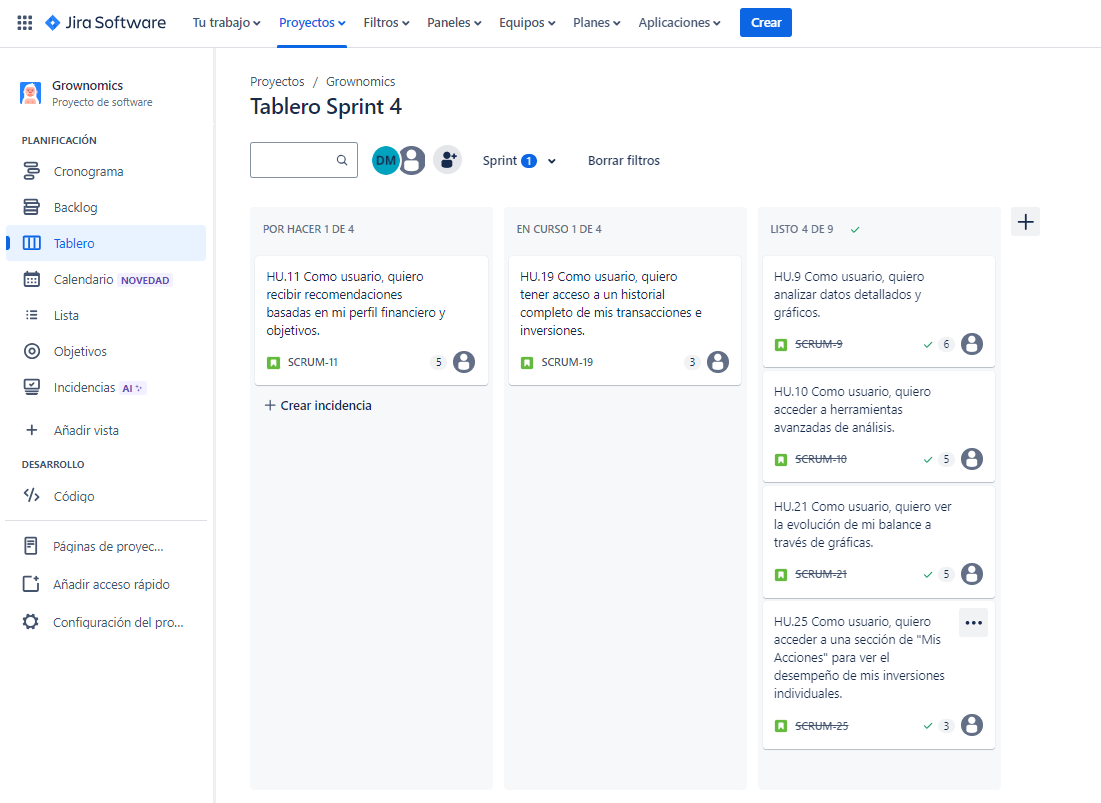 Jira Software
Tu trabajo
Proyectos
Filtros
Paneles
Equipos
Planes
Aplicaciones
Crear
Grownomics
Proyecto de software
PLANIFICACIÓN
Cronograma
Backlog
Tablero
Calendario NOVEDAD
Lista
Objetivos
Incidencias AI
Añadir vista
DESARROLLO
Código
Páginas de proyec...
Añadir acceso rápido
Configuración del pro...
Proyectos / Grownomics
Tablero Sprint 4
DM
Sprint 1
Borrar filtros
POR HACER 1 DE 4
HU.11 Como usuario, quiero
recibir recomendaciones
basadas en mi perfil financiero y
objetivos.
SCRUM-11 5
Crear incidencia
EN CURSO 1 DE 4
HU.19 Como usuario, quiero
tener acceso a un historial
completo de mis transacciones e
inversiones.
SCRUM-19 3
LISTO 4 DE 9
HU.9 Como usuario, quiero
analizar datos detallados y
gráficos.
SCRUM-9 6
HU.10 Como usuario, quiero
acceder a herramientas
avanzadas de análisis.
SCRUM-10 5
HU.21 Como usuario, quiero ver
la evolución de mi balance a
través de gráficas.
SCRUM-21 5
HU.25 Como usuario, quiero
acceder a una sección de "Mis
Acciones" para ver el
desempeño de mis inversiones
individuales.
SCRUM-25 3